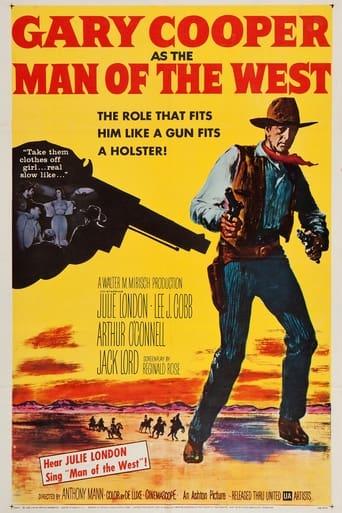 GARY COOPER
AS THE
MAN OF THE WEST
THE ROLE THAT FITS
HIM LIKE A GUN FITS
A HOLSTER!
"Take them
clothes off
girl...real
slow like..."
A WALTER M. MIRISCH PRODUCTION
JULIE LONDON · LEE J. COBB
ARTHUR O'CONNELL
JACK LORD
SCREENPLAY BY
REGINALD ROSE
Hear JULIE LONDON
Sing "Man of the West"!
DIRECTED BY ANTHONY MANN · COLOR BY DE LUXE · CINEMASCOPE · An Ashton Picture · RELEASED THRU UNITED UA ARTISTS